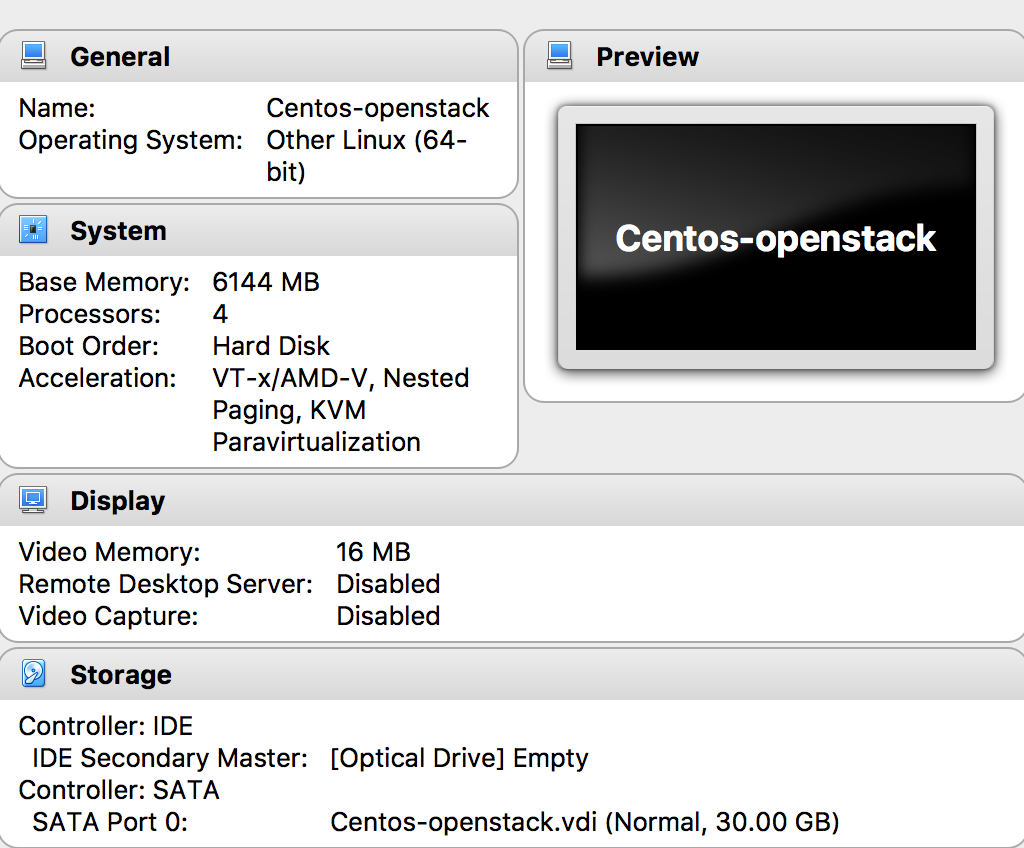 General
Name: Centos-openstack
Operating System: Other Linux (64-
bit)
Preview
Centos-openstack
System
Base Memory: 6144 MB
Processors: 4
Boot Order: Hard Disk
Acceleration: VT-x/AMD-V, Nested
Paging, KVM
Paravirtualization
Display
Video Memory: 16 MB
Remote Desktop Server: Disabled
Video Capture: Disabled
Storage
Controller: IDE
IDE Secondary Master: [Optical Drive] Empty
Controller: SATA
SATA Port 0: Centos-openstack.vdi (Normal, 30.00 GB)